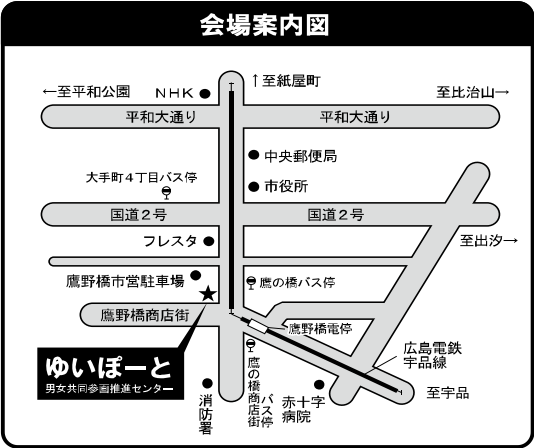 会場案内図
↑至紙屋町
←至平和公園
NHK
至比治山→
平和大通り
平和大通り
中央郵便局
大手町4丁目バス停
市役所
国道2号
国道2号
フレスタ
至出汐→
鷹野橋市営駐車場
鷹の橋バス停
鷹野橋商店街
鷹野橋電停
広島電鉄
宇品線
ゆいぽーと
男女共同参画推進センター
鷹の橋商店街
バス停
至宇品
消防署
赤十字
病院